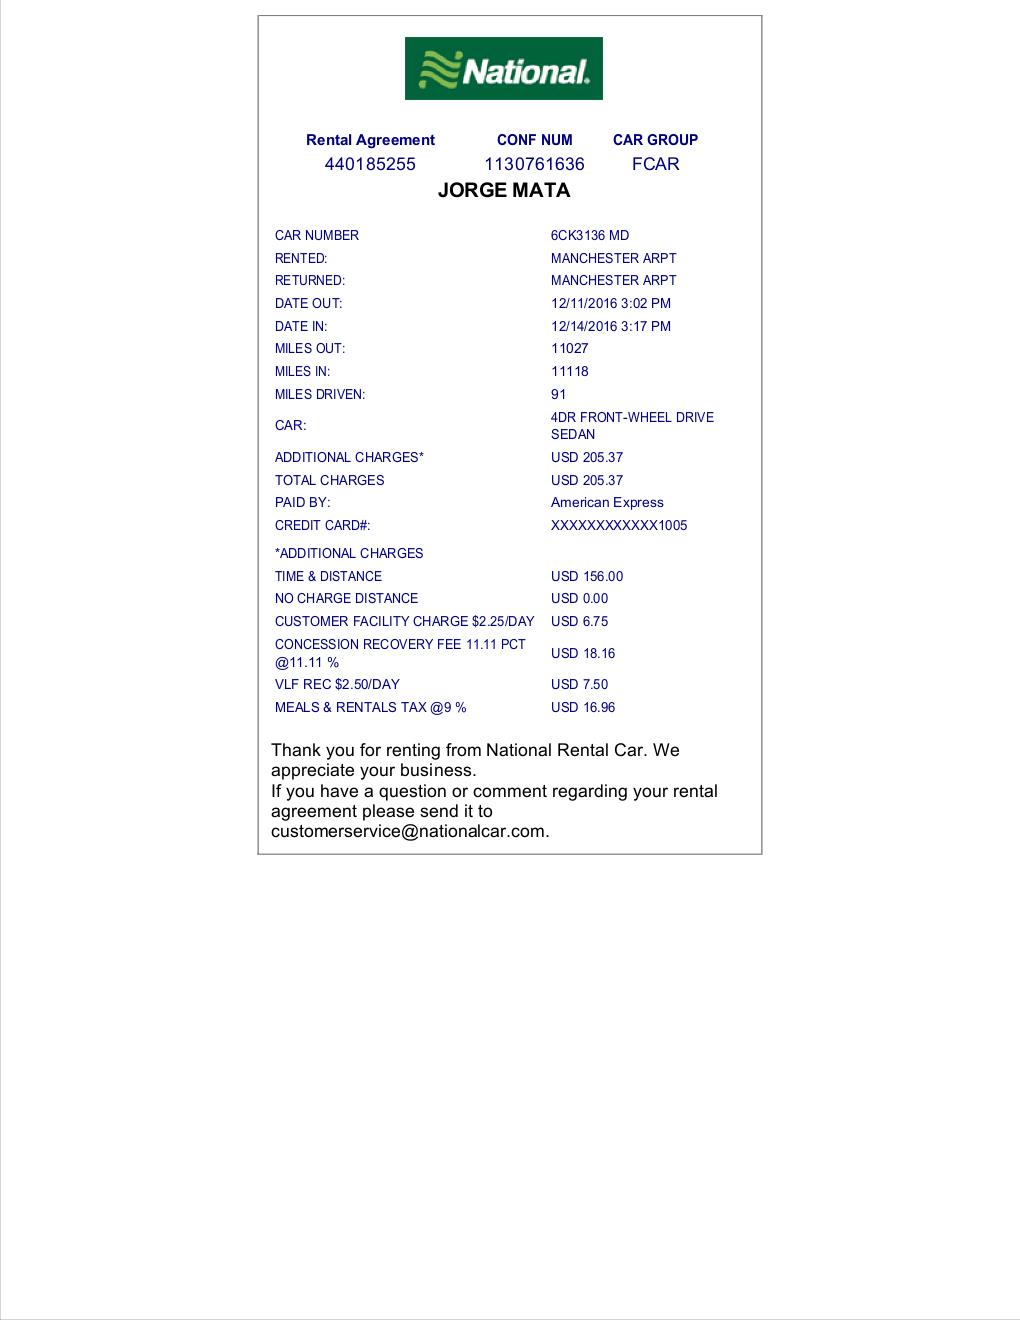 National.
Rental Agreement CONF NUM CAR GROUP
440185255 1130761636 FCAR
JORGE MATA
CAR NUMBER 6CK3136 MD
RENTED: MANCHESTER ARPT
RETURNED: MANCHESTER ARPT
DATE OUT: 12/11/2016 3:02 PM
DATE IN: 12/14/2016 3:17 PM
MILES OUT: 11027
MILES IN: 11118
MILES DRIVEN: 91
CAR: 4DR FRONT-WHEEL DRIVE
SEDAN
ADDITIONAL CHARGES* USD 205.37
TOTAL CHARGES USD 205.37
PAID BY: American Express
CREDIT CARD#: XXXXXXXXXXXX1005
*ADDITIONAL CHARGES
TIME & DISTANCE USD 156.00
NO CHARGE DISTANCE USD 0.00
CUSTOMER FACILITY CHARGE $2.25/DAY USD 6.75
CONCESSION RECOVERY FEE 11.11 PCT
@11.11 % USD 18.16
VLF REC $2.50/DAY USD 7.50
MEALS & RENTALS TAX @9 % USD 16.96
Thank you for renting from National Rental Car. We
appreciate your business.
If you have a question or comment regarding your rental
agreement please send it to
customerservice@nationalcar.com.